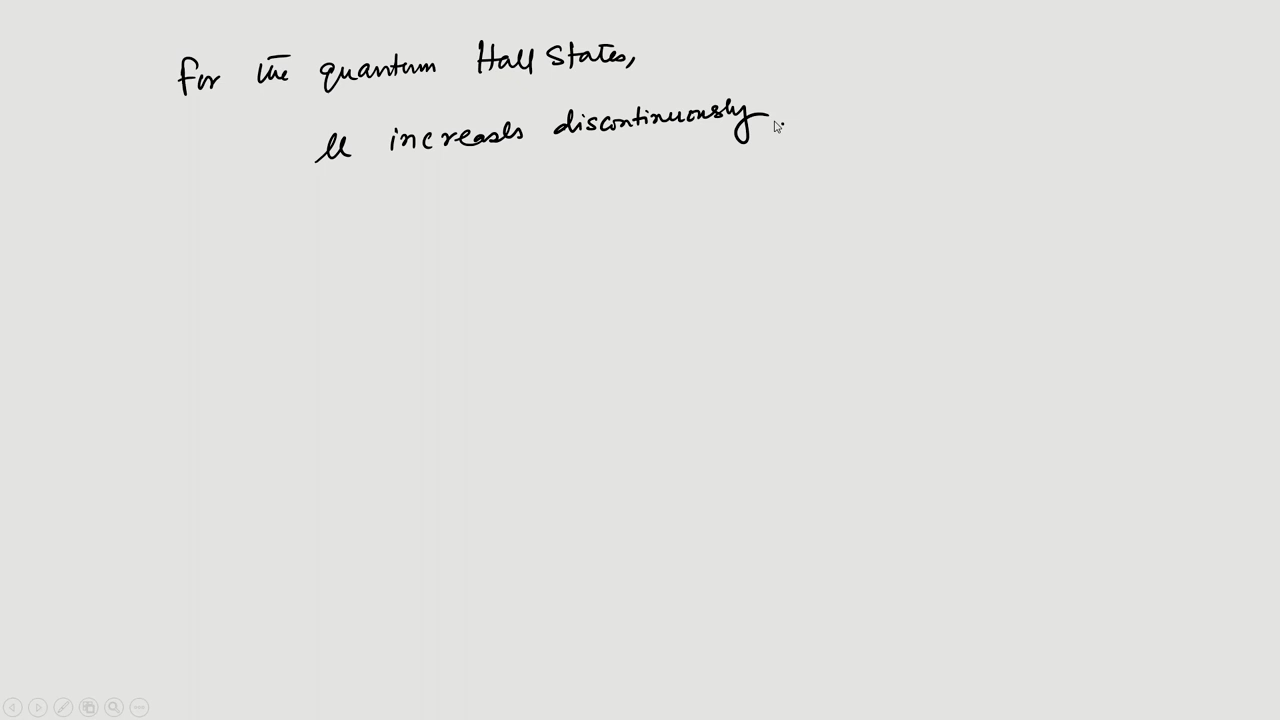 For the quantum Hall States,
μ increases discontinuously.